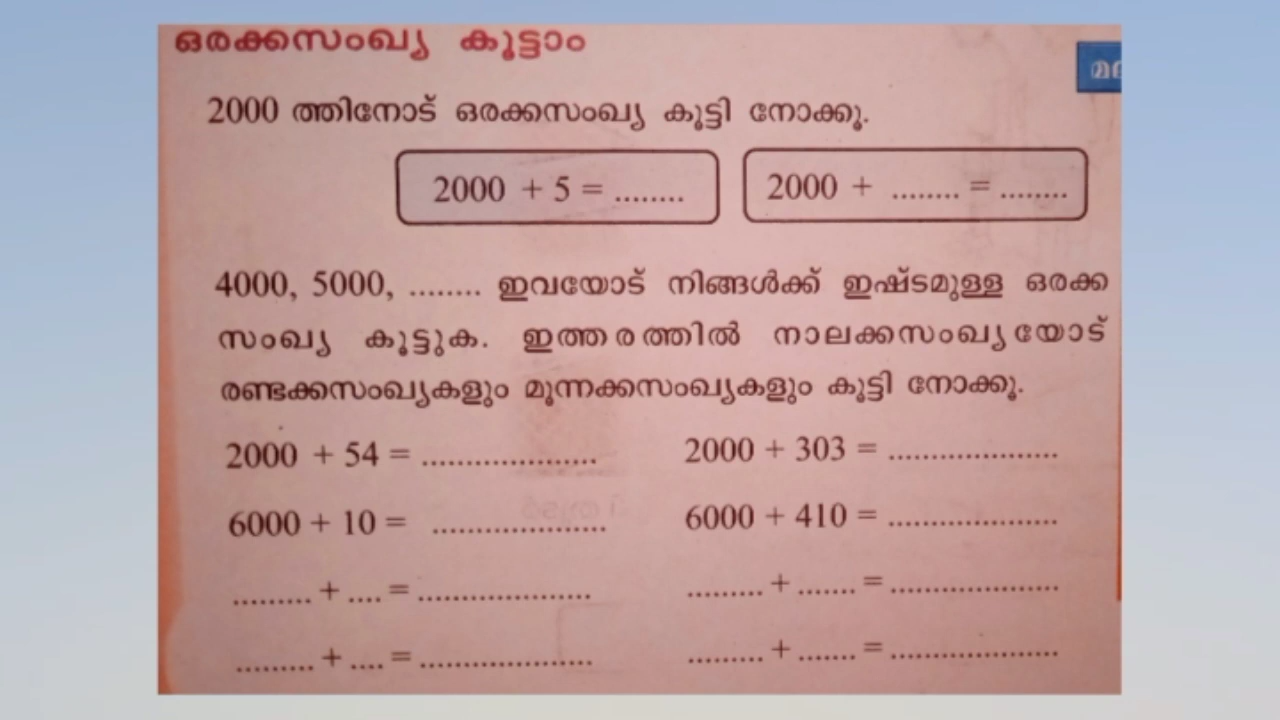 ഒരക്കസംഖ്യ കൂട്ടാം
2000 ത്തിനോട് ഒരക്കസംഖ്യ കൂട്ടി നോക്കൂ.
2000 + 5 = ........ 2000 + ........ = ........
4000, 5000, ........ ഇവയോട് നിങ്ങൾക്ക് ഇഷ്ടമുള്ള ഒരക്ക
സംഖ്യ കൂട്ടുക. ഇത്തരത്തിൽ നാലക്കസംഖ്യയോട്
രണ്ടക്കസംഖ്യകളും മൂന്നക്കസംഖ്യകളും കൂട്ടി നോക്കൂ.
2000 + 54 = .................... 2000 + 303 = ...................
6000 + 10 = .................... 6000 + 410 = ...................
......... + .... = .................... ......... + ....... = ...................
......... + .... = .................... ......... + ....... = ...................